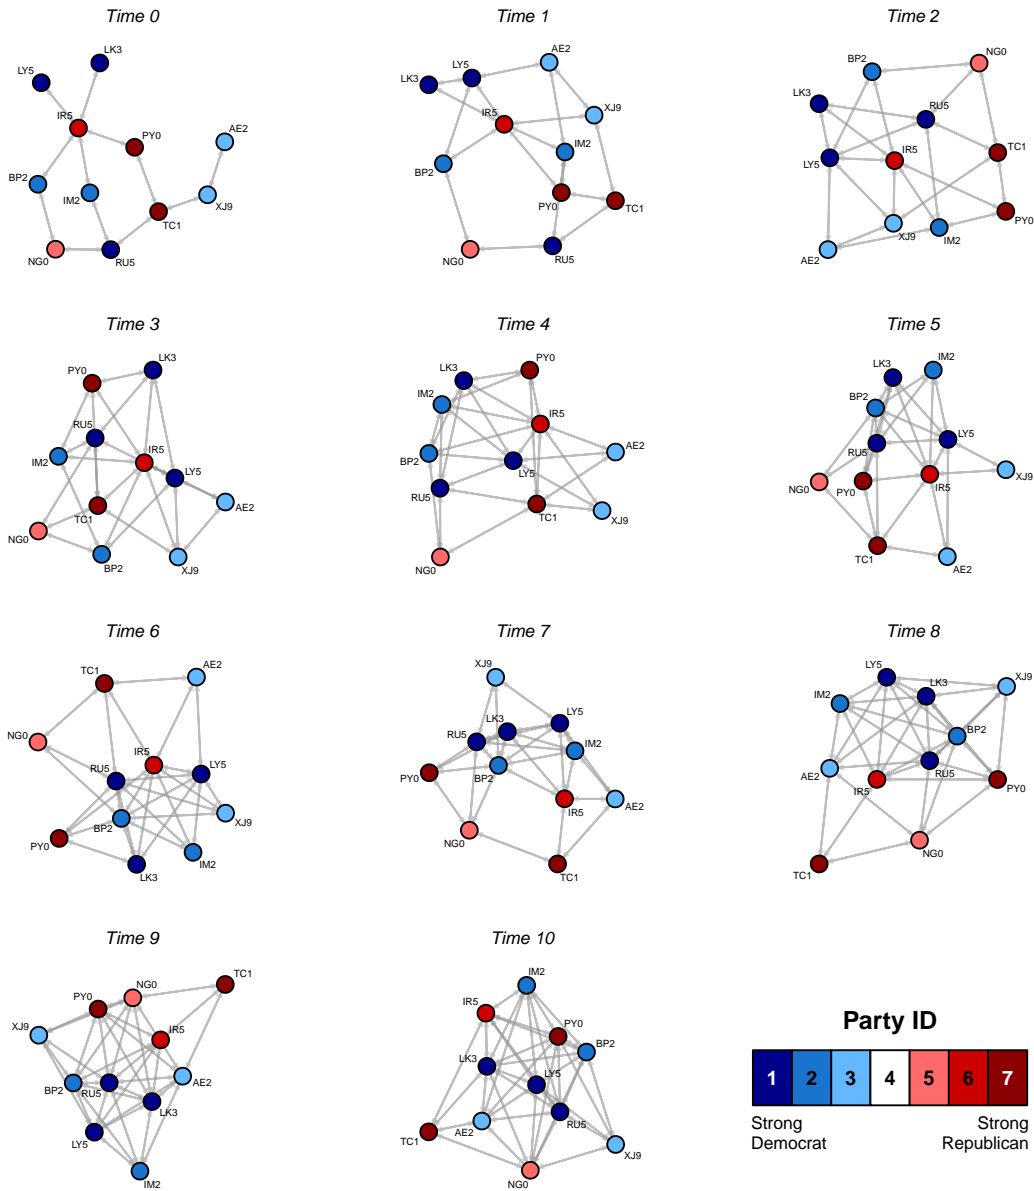 Time 0
Time 1
Time 2
LK3
LY5
IR5
PY0
AE2
BP2
IM2
XJ9
TC1
NG0
RU5
AE2
LK3
LY5
IR5
XJ9
IM2
BP2
PY0
TC1
NG0
RU5
NG0
BP2
LK3
RU5
IR5
TC1
LY5
PY0
XJ9
IM2
AE2
Time 3
Time 4
Time 5
LK3
PY0
RU5
IR5
IM2
LY5
AE2
TC1
NG0
BP2
XJ9
PY0
LK3
IM2
IR5
AE2
BP2
LY5
RU5
TC1
XJ9
NG0
IM2
LK3
BP2
LY5
RU5
XJ9
NG0
PY0
IR5
TC1
AE2
Time 6
Time 7
Time 8
AE2
TC1
NG0
IR5
LY5
RU5
XJ9
BP2
PY0
IM2
LK3
XJ9
LY5
LK3
RU5
IM2
BP2
PY0
AE2
IR5
NG0
TC1
LY5
XJ9
LK3
IM2
BP2
RU5
AE2
IR5
PY0
NG0
TC1
Time 9
Time 10
TC1
NG0
PY0
XJ9
IR5
AE2
BP2
RU5
LK3
LY5
IM2
IM2
IR5
PY0
BP2
LK3
LY5
RU5
AE2
TC1
XJ9
NG0
Party ID
1 2 3 4 5 6 7
Strong Strong
Democrat Republican